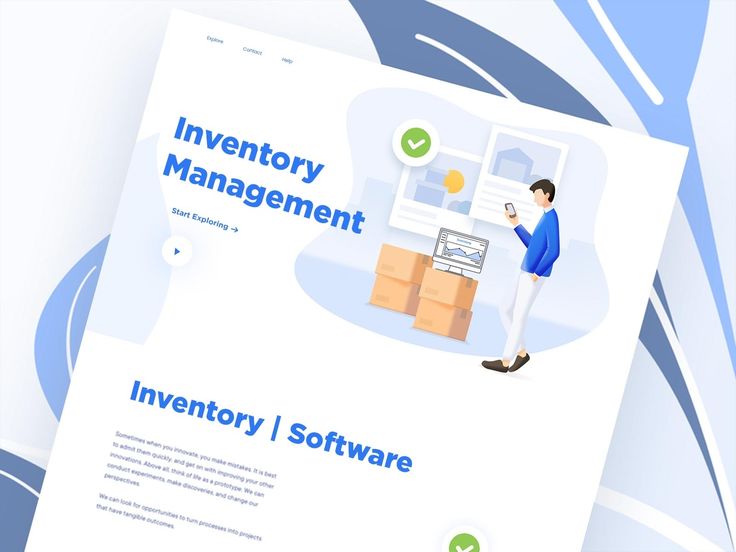 Explore
Contact
Help
Inventory
Management
Start Exploring →
Inventory | Software
Sometimes when you innovate, you make mistakes. It is best
to admit them quickly, and get on with improving your other
innovations. Above all, think of life as a prototype. We can
conduct experiments, make discoveries, and change our
perspectives.
We can look for opportunities to turn processes into projects
that have tangible outcomes.